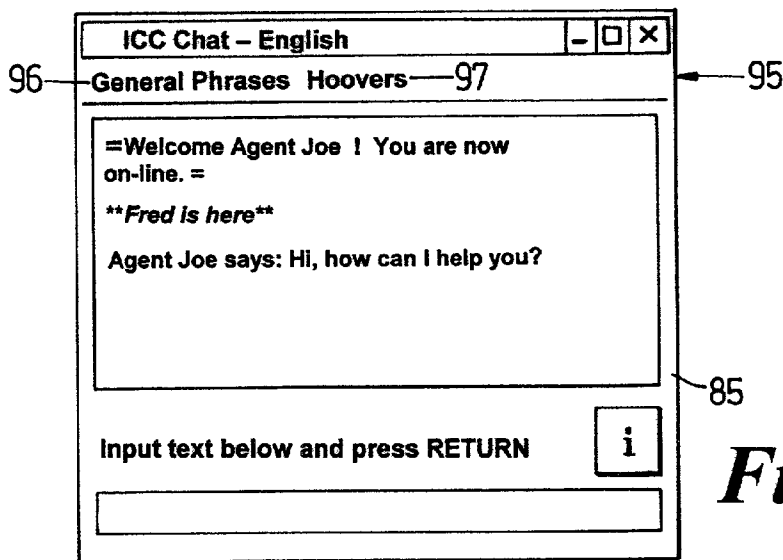 ICC Chat – English
96 General Phrases Hoovers 97 95
=Welcome Agent Joe ! You are now
on-line. =
**Fred is here**
Agent Joe says: Hi, how can I help you?
85
Input text below and press RETURN i